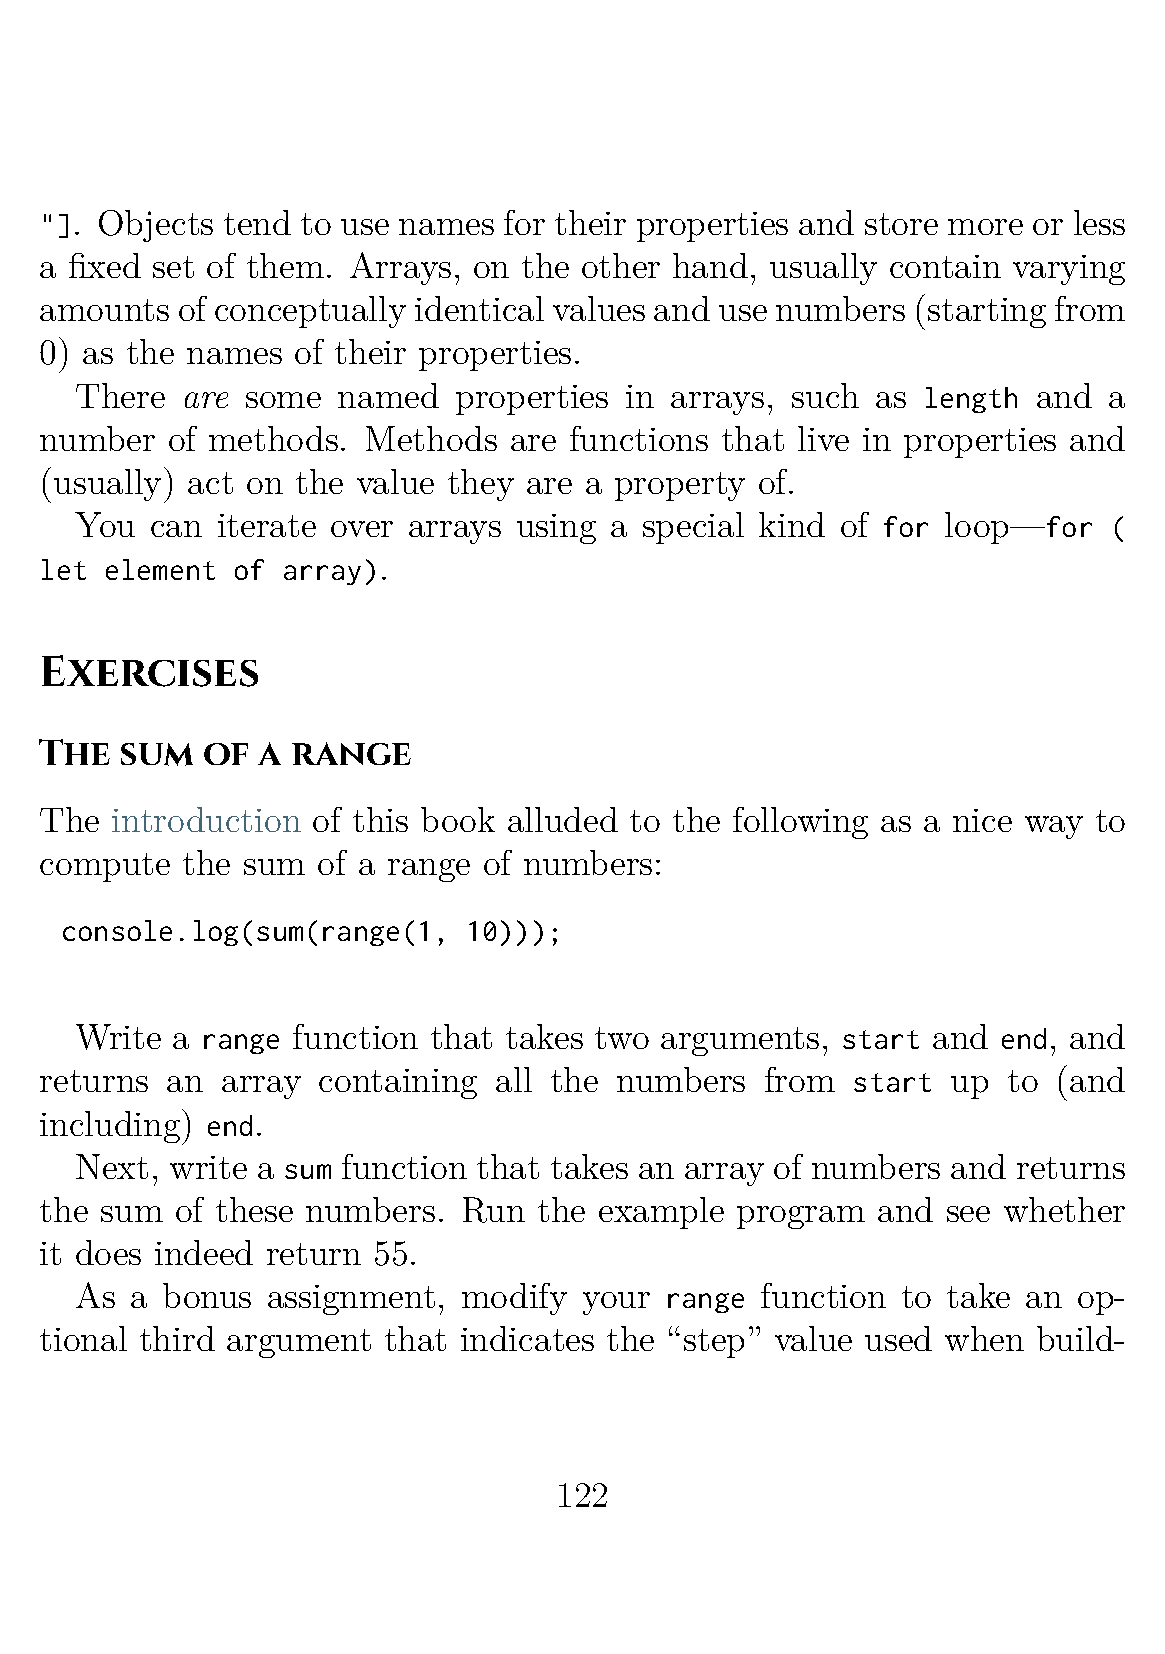 "]. Objects tend to use names for their properties and store more or less
a fixed set of them. Arrays, on the other hand, usually contain varying
amounts of conceptually identical values and use numbers (starting from
0) as the names of their properties.
There are some named properties in arrays, such as length and a
number of methods. Methods are functions that live in properties and
(usually) act on the value they are a property of.
You can iterate over arrays using a special kind of for loop—for (
let element of array).
Exercises
The sum of a range
The introduction of this book alluded to the following as a nice way to
compute the sum of a range of numbers:
console.log(sum(range(1, 10)));
Write a range function that takes two arguments, start and end, and
returns an array containing all the numbers from start up to (and
including) end.
Next, write a sum function that takes an array of numbers and returns
the sum of these numbers. Run the example program and see whether
it does indeed return 55.
As a bonus assignment, modify your range function to take an op-
tional third argument that indicates the “step” value used when build-
122